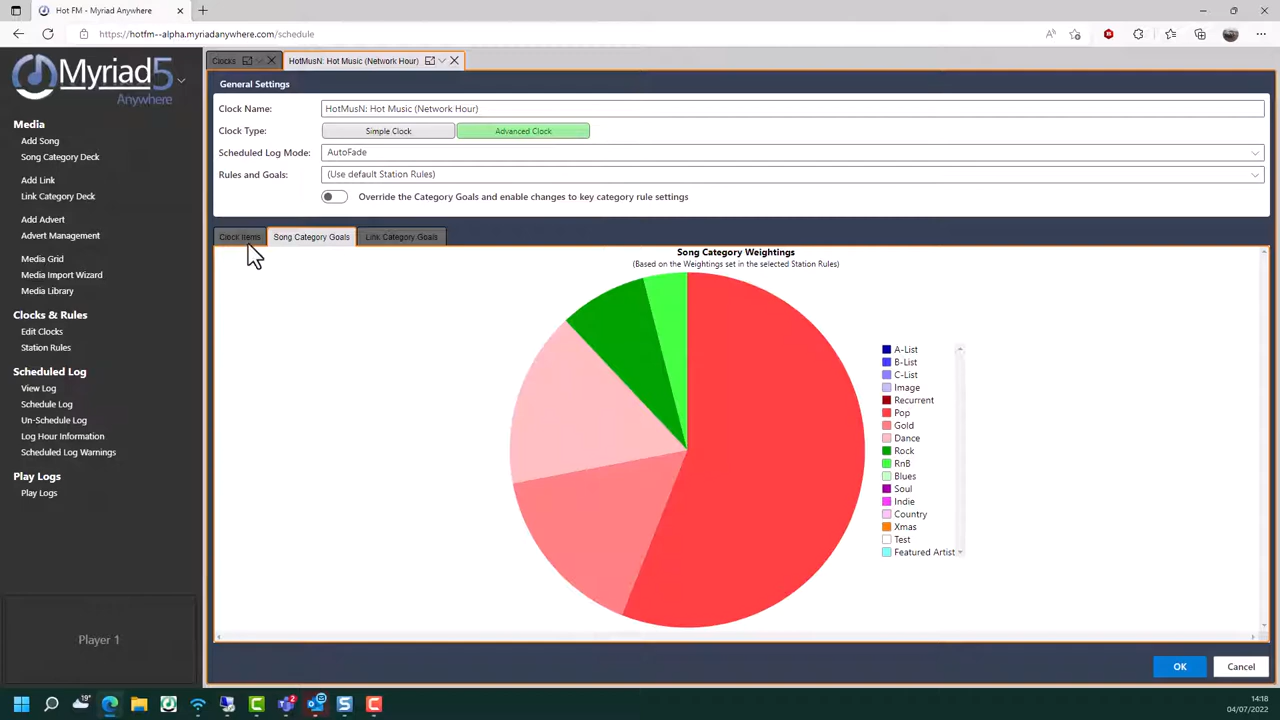 Hot FM - Myriad Anywhere
https://hotfm--alpha.myriadanywhere.com/schedule
Myriad5
Anywhere
Media
Add Song
Song Category Deck
Add Link
Link Category Deck
Add Advert
Advert Management
Media Grid
Media Import Wizard
Media Library
Clocks & Rules
Edit Clocks
Station Rules
Scheduled Log
View Log
Schedule Log
Un-Schedule Log
Log Hour Information
Scheduled Log Warnings
Play Logs
Play Logs
Player 1
Clocks
HotMusN: Hot Music (Network Hour)
General Settings
Clock Name: HotMusN: Hot Music (Network Hour)
Clock Type: Simple Clock Advanced Clock
Scheduled Log Mode: AutoFade
Rules and Goals: (Use default Station Rules)
Override the Category Goals and enable changes to key category rule settings
Clock Items Song Category Goals Link Category Goals
Song Category Weightings
(Based on the Weightings set in the selected Station Rules)
A-List
B-List
C-List
Image
Recurrent
Pop
Gold
Dance
Rock
RnB
Blues
Soul
Indie
Country
Xmas
Test
Featured Artist
OK Cancel
19°
2
14:18
04/07/2022